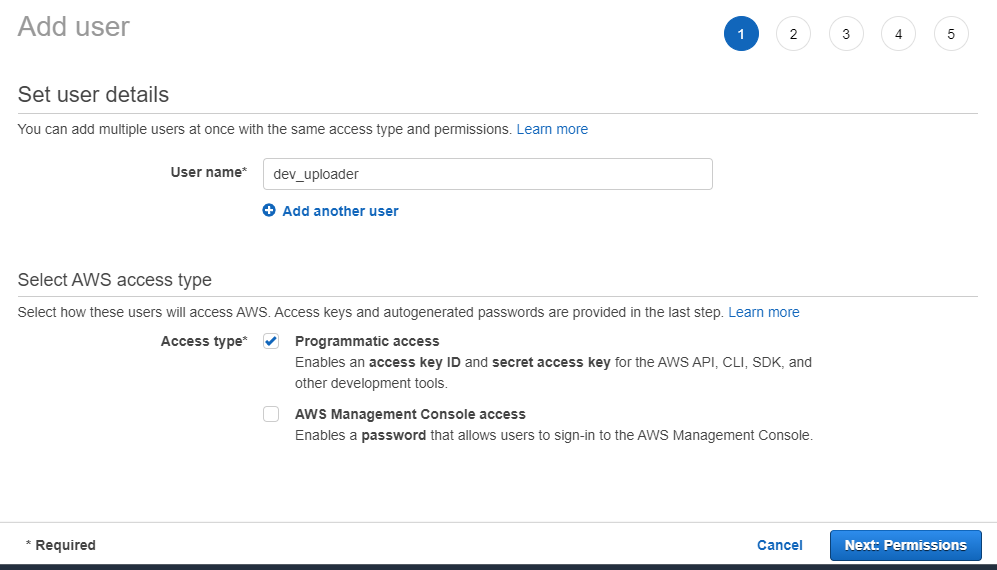 Add user
1 2 3 4 5
Set user details
You can add multiple users at once with the same access type and permissions. Learn more
User name* dev_uploader
Add another user
Select AWS access type
Select how these users will access AWS. Access keys and autogenerated passwords are provided in the last step. Learn more
Access type* Programmatic access
Enables an access key ID and secret access key for the AWS API, CLI, SDK, and
other development tools.
AWS Management Console access
Enables a password that allows users to sign-in to the AWS Management Console.
* Required Cancel Next: Permissions